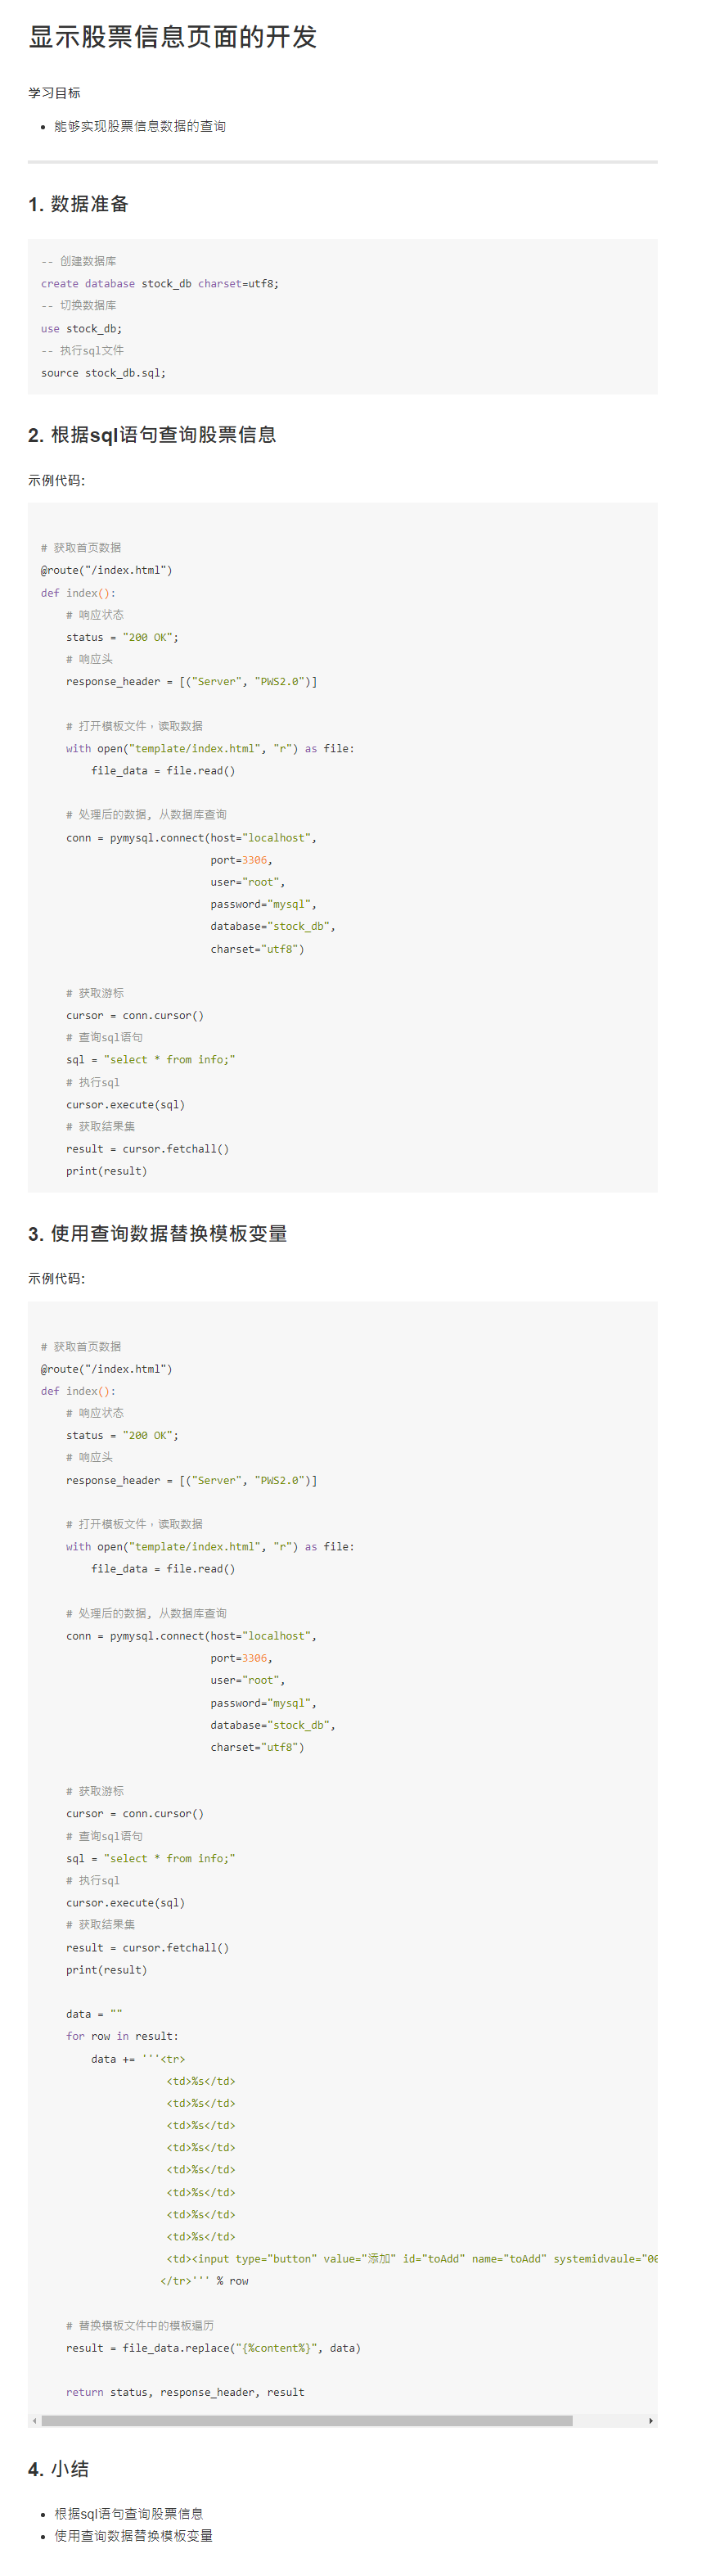 显示股票信息页面的开发
学习目标
能够实现股票信息数据的查询
1. 数据准备
-- 创建数据库
create database stock_db charset=utf8;
-- 切换数据库
use stock_db;
-- 执行sql文件
source stock_db.sql;
2. 根据sql语句查询股票信息
示例代码:
# 获取首页数据
@route("/index.html")
def index():
    # 响应状态
    status = "200 OK";
    # 响应头
    response_header = [("Server", "PWS2.0")]
    # 打开模板文件，读取数据
    with open("template/index.html", "r") as file:
        file_data = file.read()
    # 处理后的数据, 从数据库查询
    conn = pymysql.connect(host="localhost",
                           port=3306,
                           user="root",
                           password="mysql",
                           database="stock_db",
                           charset="utf8")
    # 获取游标
    cursor = conn.cursor()
    # 查询sql语句
    sql = "select * from info;"
    # 执行sql
    cursor.execute(sql)
    # 获取结果集
    result = cursor.fetchall()
    print(result)
3. 使用查询数据替换模板变量
示例代码:
# 获取首页数据
@route("/index.html")
def index():
    # 响应状态
    status = "200 OK";
    # 响应头
    response_header = [("Server", "PWS2.0")]
    # 打开模板文件，读取数据
    with open("template/index.html", "r") as file:
        file_data = file.read()
    # 处理后的数据, 从数据库查询
    conn = pymysql.connect(host="localhost",
                           port=3306,
                           user="root",
                           password="mysql",
                           database="stock_db",
                           charset="utf8")
    # 获取游标
    cursor = conn.cursor()
    # 查询sql语句
    sql = "select * from info;"
    # 执行sql
    cursor.execute(sql)
    # 获取结果集
    result = cursor.fetchall()
    print(result)
    data = ""
    for row in result:
        data += '''<tr>
                    <td>%s</td>
                    <td>%s</td>
                    <td>%s</td>
                    <td>%s</td>
                    <td>%s</td>
                    <td>%s</td>
                    <td>%s</td>
                    <td>%s</td>
                    <td><input type="button" value="添加" id="toAdd" name="toAdd" systemidvaule="00
                   </tr>''' % row
    # 替换模板文件中的模板遍历
    result = file_data.replace("{%content%}", data)
    return status, response_header, result
4. 小结
根据sql语句查询股票信息
使用查询数据替换模板变量